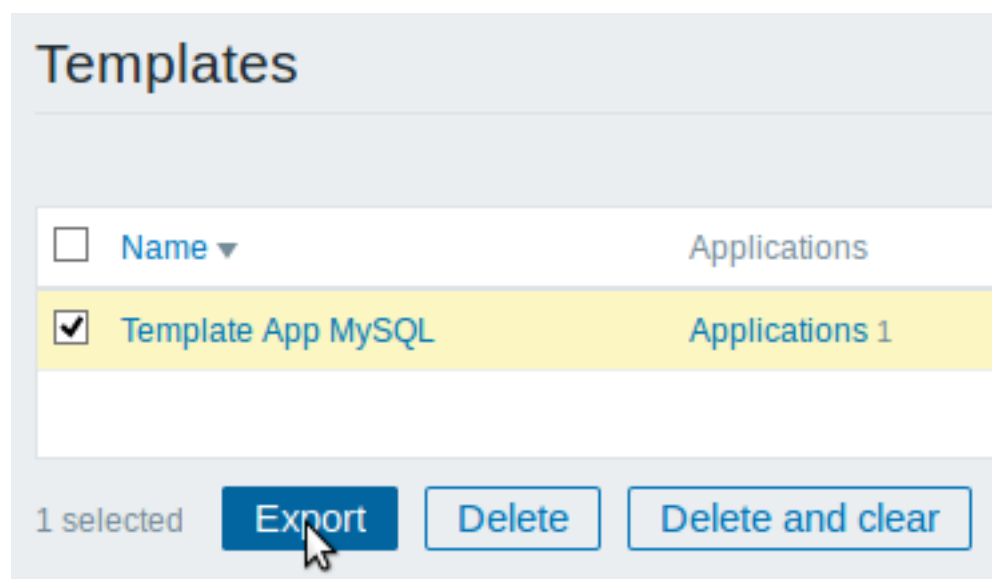 Templates
Name Applications
Template App MySQL Applications 1
1 selected Export Delete Delete and clear